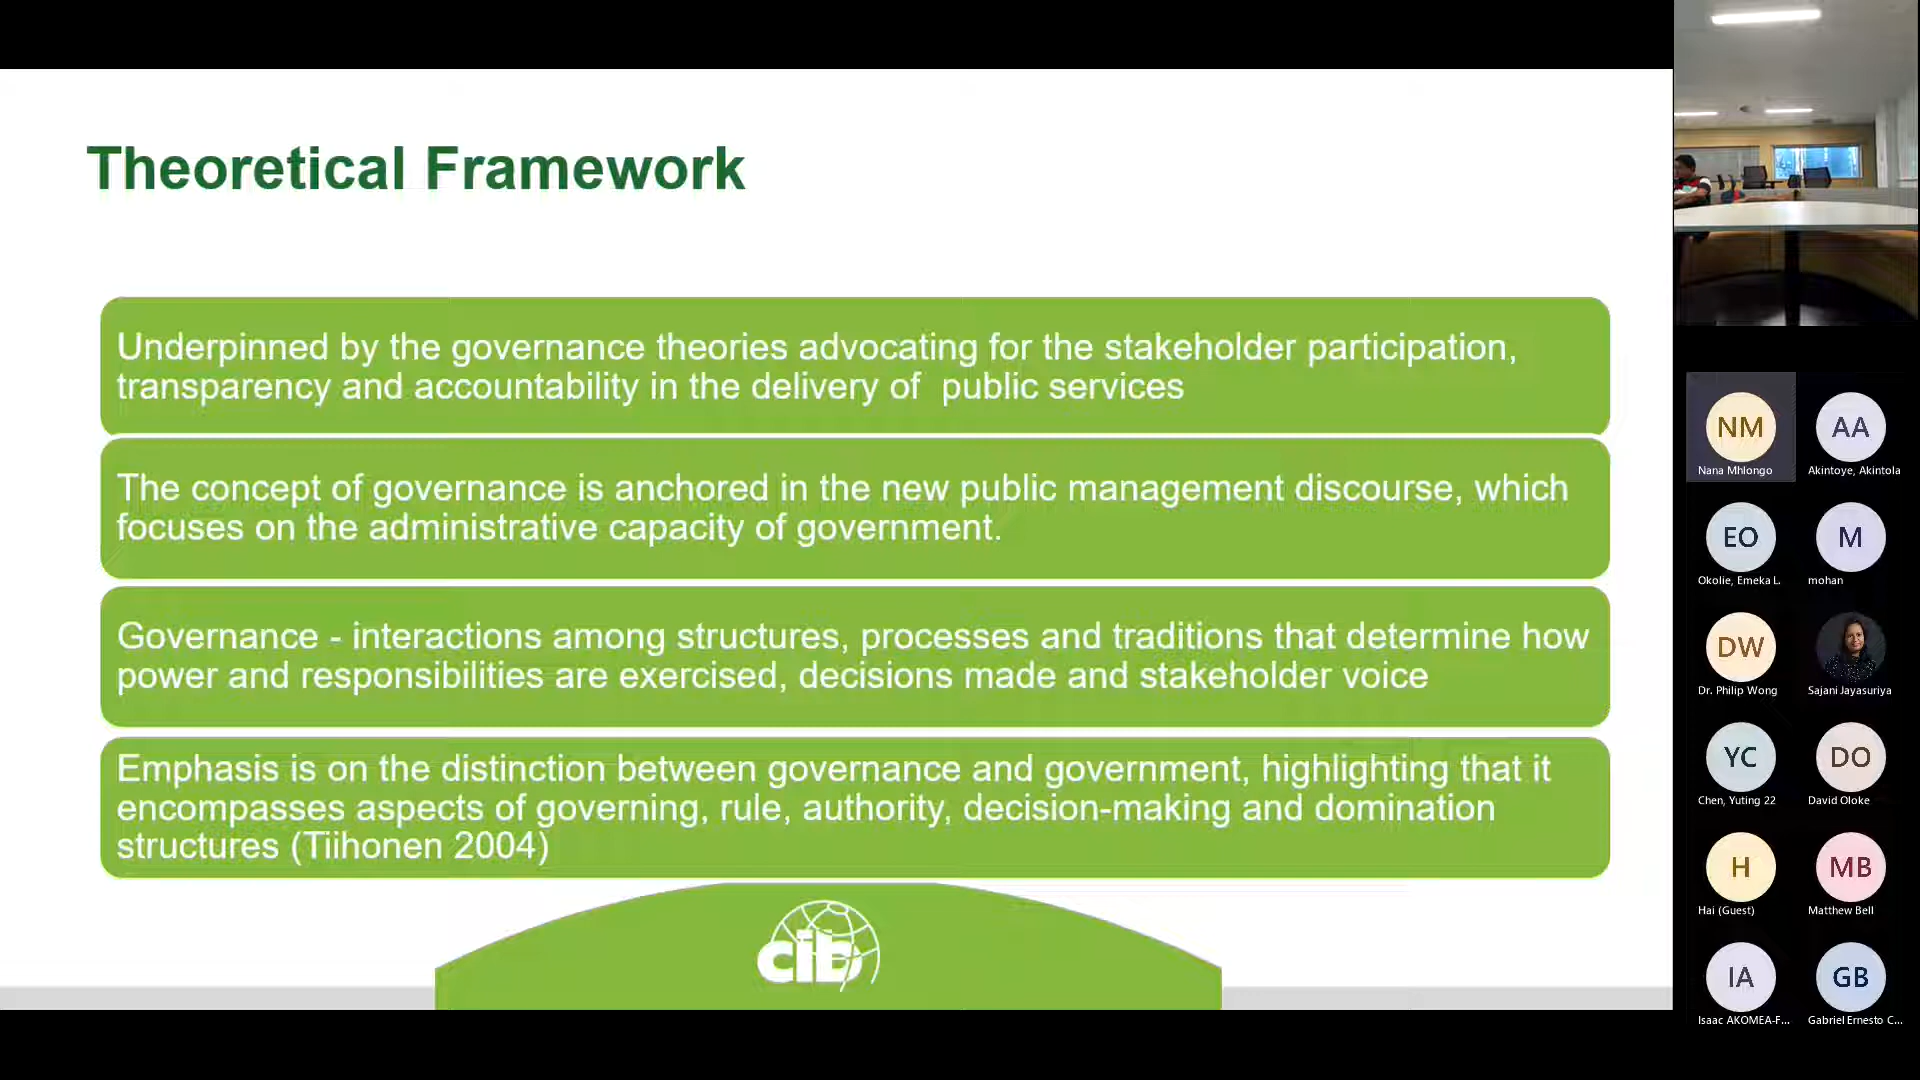 Theoretical Framework
Underpinned by the governance theories advocating for the stakeholder participation,
transparency and accountability in the delivery of  public services
The concept of governance is anchored in the new public management discourse, which
focuses on the administrative capacity of government.
Governance - interactions among structures, processes and traditions that determine how
power and responsibilities are exercised, decisions made and stakeholder voice
Emphasis is on the distinction between governance and government, highlighting that it
encompasses aspects of governing, rule, authority, decision-making and domination
structures (Tiihonen 2004)
cib
NM
Nana Mhlongo
AA
Akintoye, Akintola
EO
Okolie, Emeka L.
M
mohan
DW
Dr. Philip Wong
Sajani Jayasuriya
YC
Chen, Yuting 22
DO
David Oloke
H
Hai (Guest)
MB
Matthew Bell
IA
Isaac AKOMEA-F...
GB
Gabriel Ernesto C...